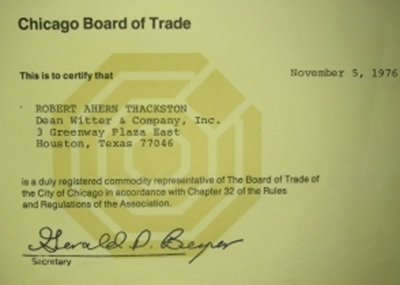 Chicago Board of Trade
This is to certify that
November 5, 1976
ROBERT AHERN THACKSTON
Dean Witter & Company, Inc.
3 Greenway Plaza East
Houston, Texas 77046
is a duly registered commodity representative of The Board of Trade of
the City of Chicago in accordance with Chapter 32 of the Rules
and Regulations of the Association.
Gerald D. Beyer
Secretary